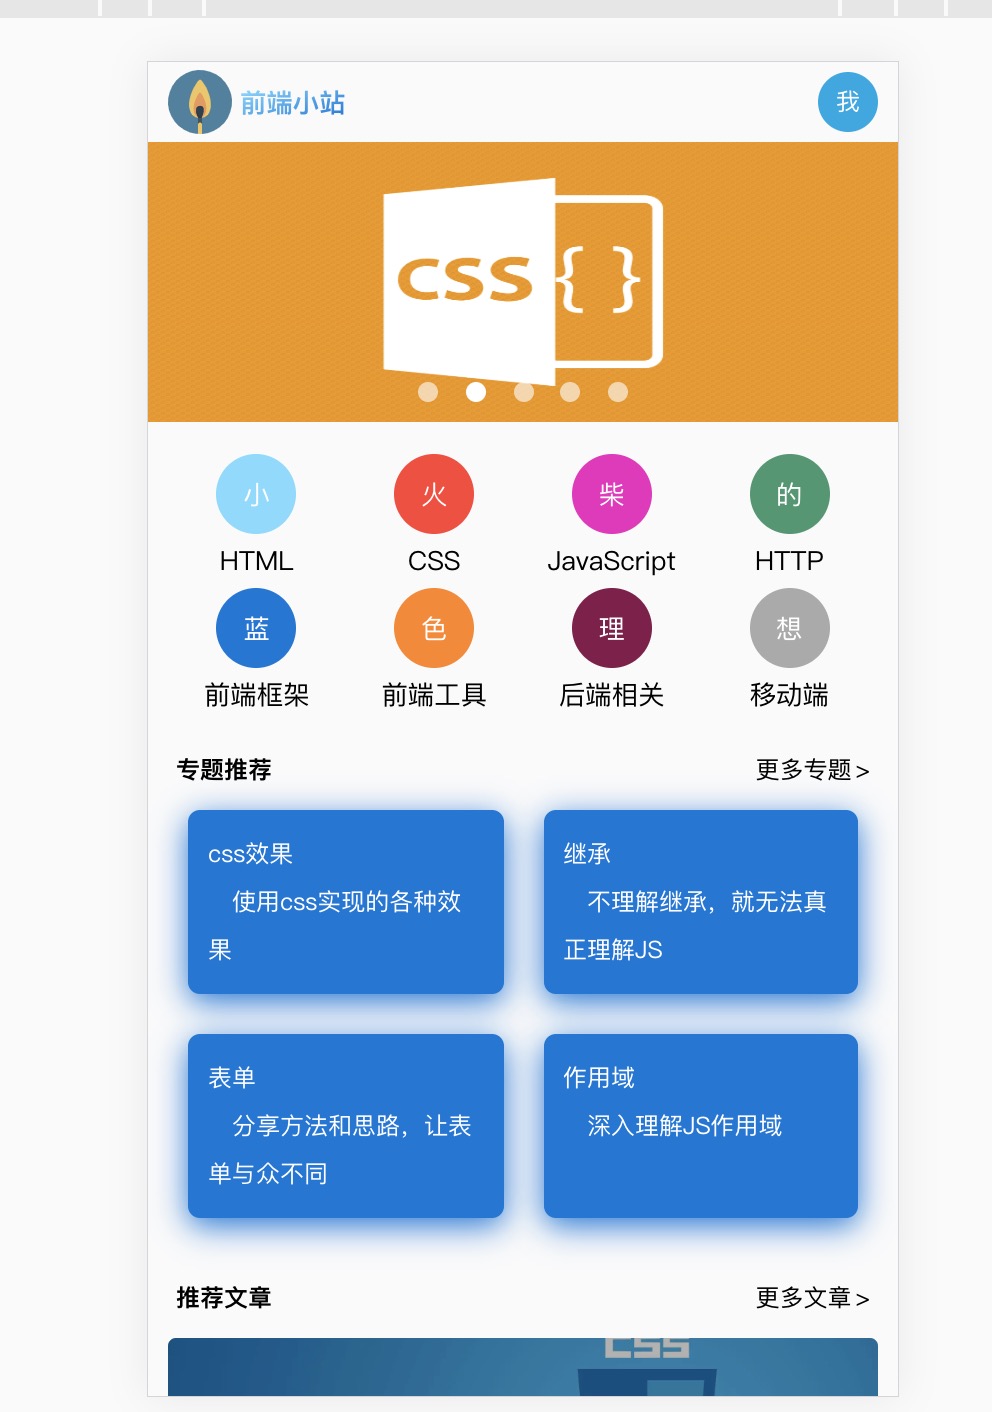 前端小站
我
css { }
小 火 柴 的
HTML CSS JavaScript HTTP
蓝 色 理 想
前端框架 前端工具 后端相关 移动端
专题推荐 更多专题 >
css效果
使用css实现的各种效
果
继承
不理解继承，就无法真
正理解JS
表单
分享方法和思路，让表
单与众不同
作用域
深入理解JS作用域
推荐文章 更多文章 >
CSS